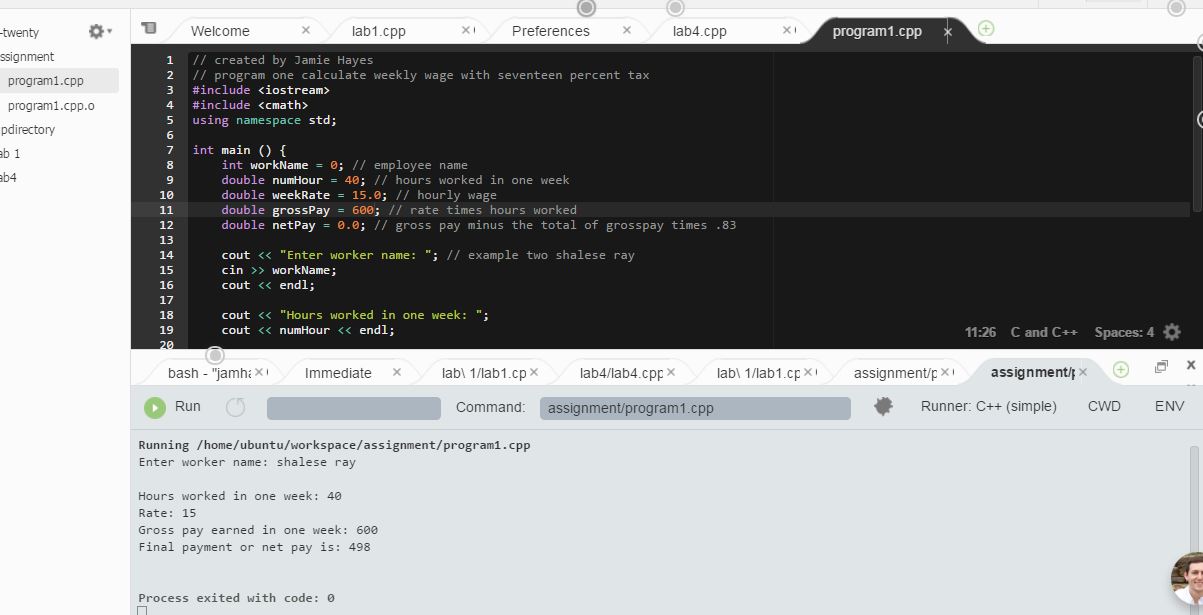 -twenty
ssignment
program1.cpp
program1.cpp.o
pdirectory
ab 1
ab4
Welcome × lab1.cpp × Preferences × lab4.cpp × program1.cpp ×
1 // created by Jamie Hayes
2 // program one calculate weekly wage with seventeen percent tax
3 #include <iostream>
4 #include <cmath>
5 using namespace std;
6
7 int main () {
8 int workName = 0; // employee name
9 double numHour = 40; // hours worked in one week
10 double weekRate = 15.0; // hourly wage
11 double grossPay = 600; // rate times hours worked
12 double netPay = 0.0; // gross pay minus the total of grosspay times .83
13
14 cout << "Enter worker name: "; // example two shalese ray
15 cin >> workName;
16 cout << endl;
17
18 cout << "Hours worked in one week: ";
19 cout << numHour << endl;
20
11:26 C and C++ Spaces: 4
bash - "jamha × Immediate × lab\ 1/lab1.cp × lab4/lab4.cpp × lab\ 1/lab1.cp × assignment/p × assignment/p ×
Run Command: assignment/program1.cpp Runner: C++ (simple) CWD ENV
Running /home/ubuntu/workspace/assignment/program1.cpp
Enter worker name: shalese ray
Hours worked in one week: 40
Rate: 15
Gross pay earned in one week: 600
Final payment or net pay is: 498
Process exited with code: 0